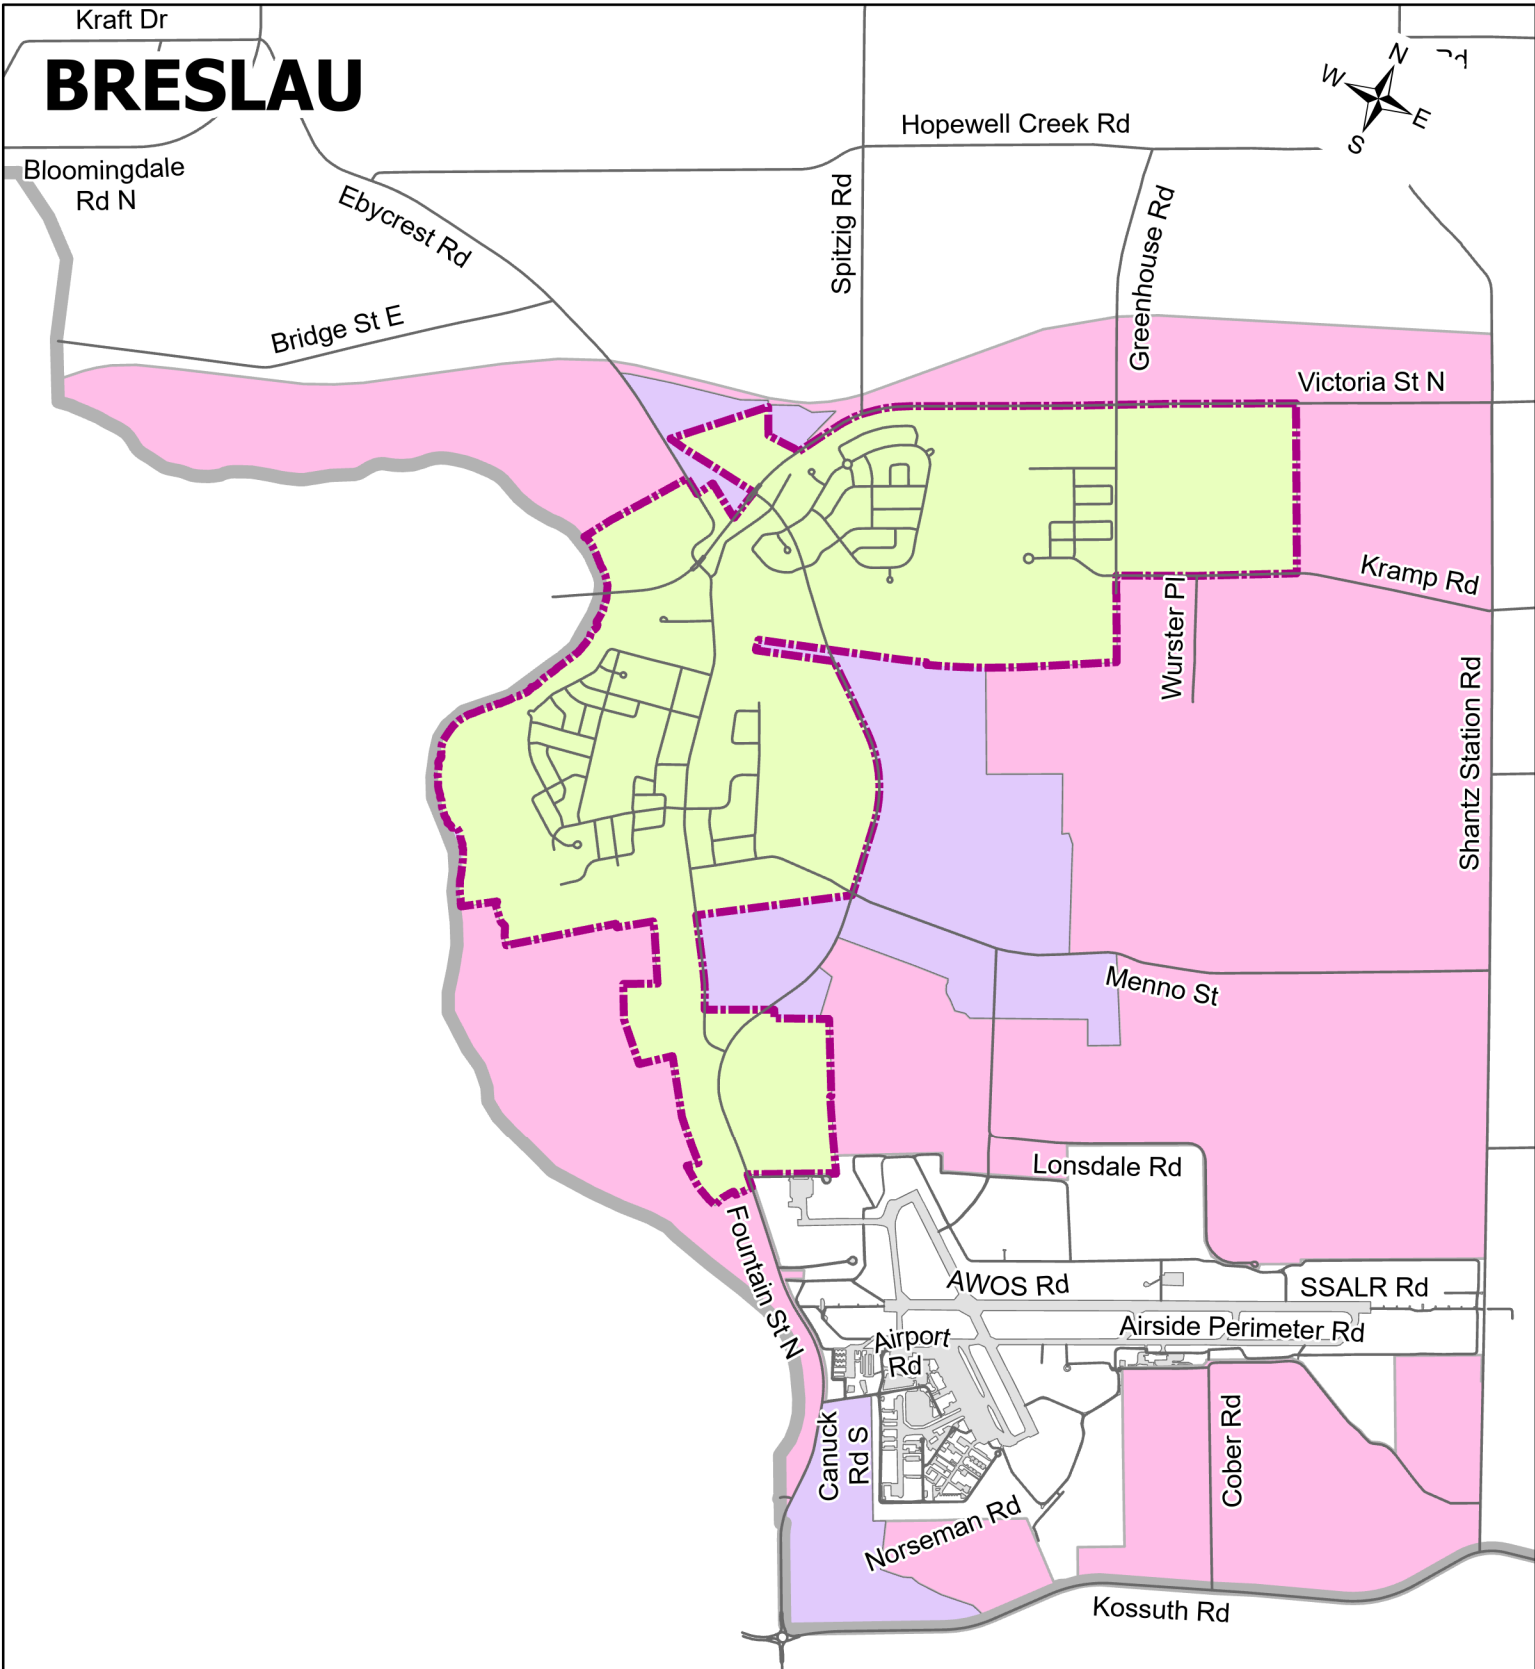 Kraft Dr
BRESLAU
N
W
E
S
Hopewell Creek Rd
Bloomingdale
Rd N
Ebycrest Rd
Spitzig Rd
Greenhouse Rd
Bridge St E
Victoria St N
Kramp Rd
Wurster Pl
Shantz Station Rd
Menno St
Lonsdale Rd
Fountain St N
AWOS Rd
SSALR Rd
Airside Perimeter Rd
Airport
Rd
Canuck
Rd S
Cober Rd
Norseman Rd
Kossuth Rd